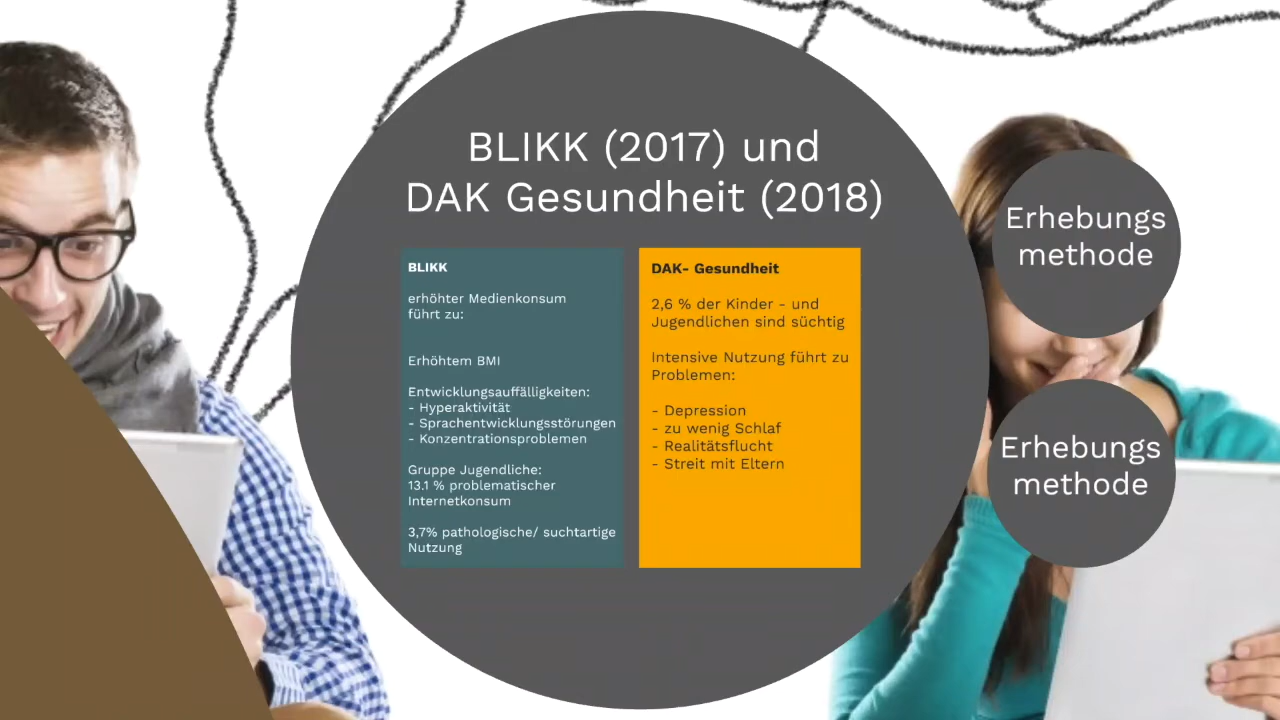 BLIKK (2017) und
DAK Gesundheit (2018)
BLIKK
erhöhter Medienkonsum
führt zu:
Erhöhtem BMI
Entwicklungsauffälligkeiten:
- Hyperaktivität
- Sprachentwicklungsstörungen
- Konzentrationsproblemen
Gruppe Jugendliche:
13.1 % problematischer
Internetkonsum
3,7% pathologische/ suchtartige
Nutzung
DAK- Gesundheit
2,6 % der Kinder - und
Jugendlichen sind süchtig
Intensive Nutzung führt zu
Problemen:
- Depression
- zu wenig Schlaf
- Realitätsflucht
- Streit mit Eltern
Erhebungs
methode
Erhebungs
methode